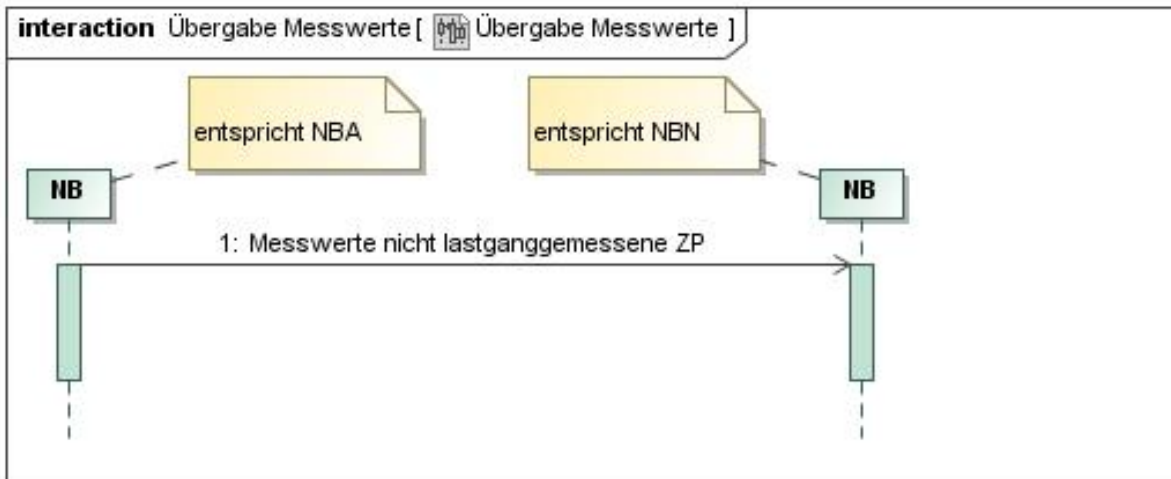 interaction Übergabe Messwerte [ Übergabe Messwerte ]
entspricht NBA
entspricht NBN
NB
NB
1: Messwerte nicht lastganggemessene ZP